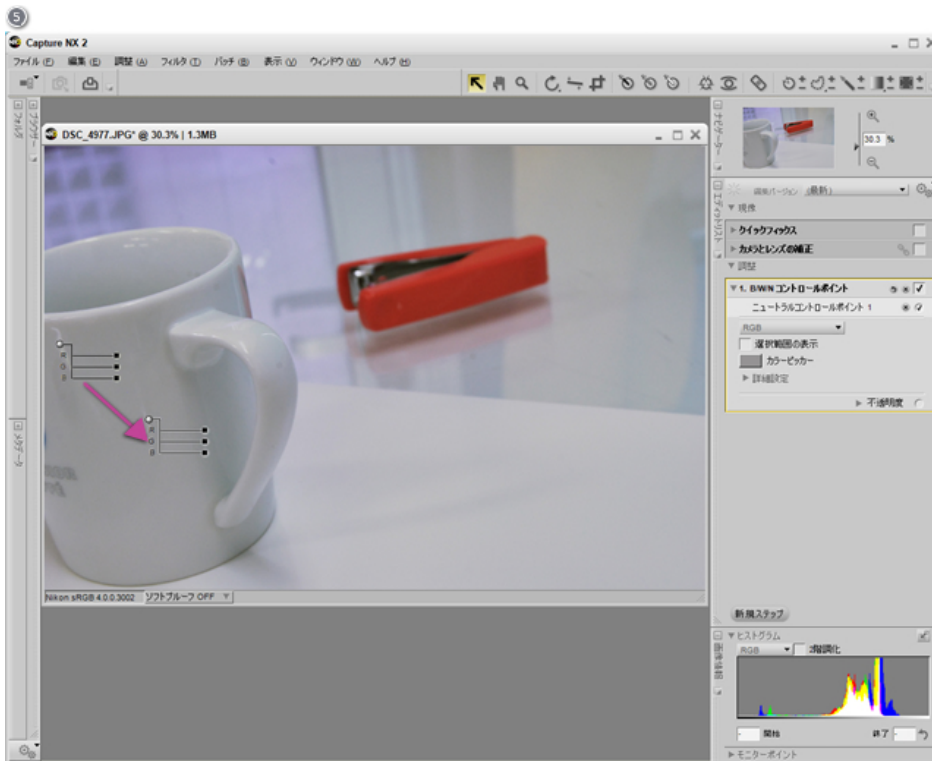 5
Capture NX 2
ファイル (F) 編集 (E) 調整 (A) フィルタ (T) バッチ (B) 表示 (V) ウィンドウ (W) ヘルプ (H)
フォルダ
ブラウザー
メタデータ
DSC_4977.JPG* @ 30.3% | 1.3MB
R
G
B
R
G
B
Nikon sRGB 4.0.0.3002 ソフトプルーフ OFF
ナビゲーター
30.3 %
エディットリスト
編集バージョン (最新)
現像
クイックフィックス
カメラとレンズの補正
調整
1. B/W/N コントロールポイント
ニュートラルコントロールポイント 1
RGB
選択範囲の表示
カラーピッカー
詳細設定
不透明度
新規ステップ
画像情報
ヒストグラム
RGB 2階調化
- 開始 終了 -
モニターポイント